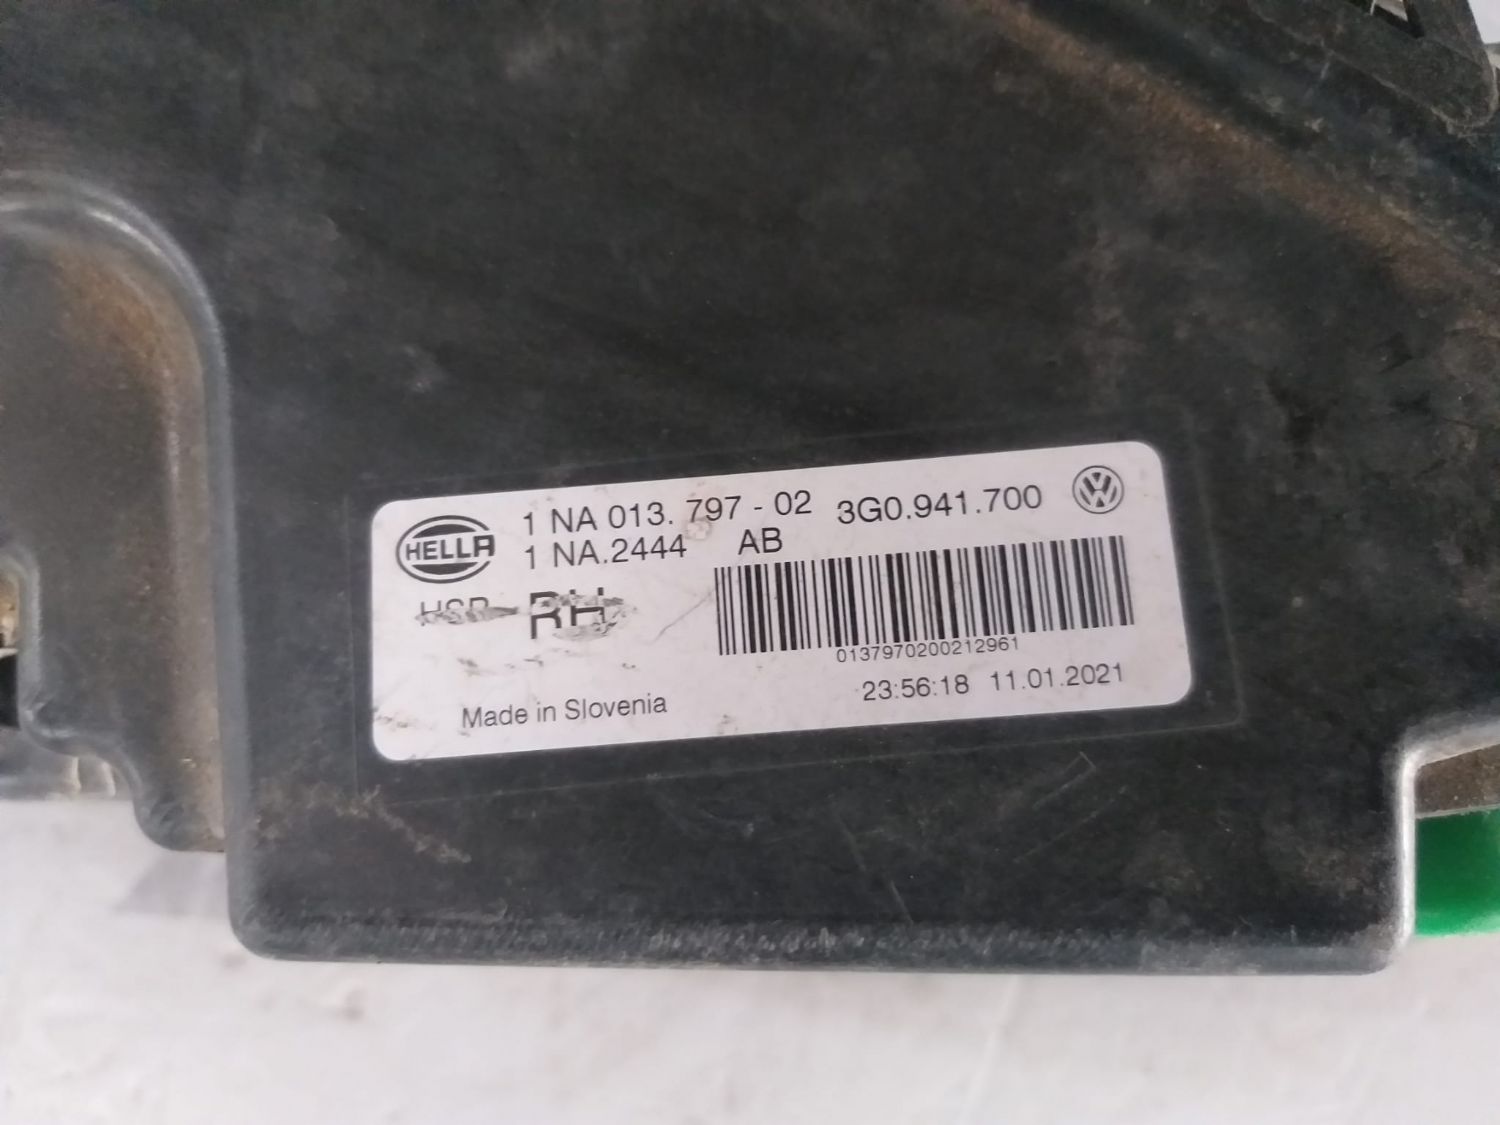 HELLA
1 NA 013. 797 - 02 3G0.941.700
1 NA.2444 AB
RH
0137970200212961
23:56:18 11.01.2021
Made in Slovenia